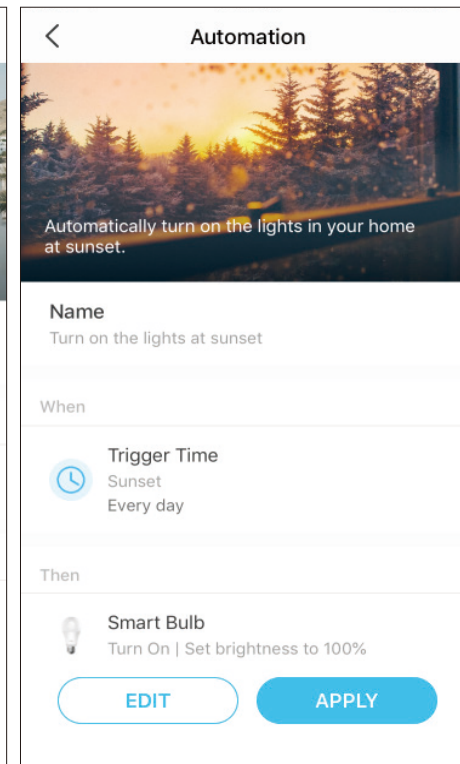 Automation
Automatically turn on the lights in your home
at sunset.
Name
Turn on the lights at sunset
When
Trigger Time
Sunset
Every day
Then
Smart Bulb
Turn On | Set brightness to 100%
EDIT
APPLY